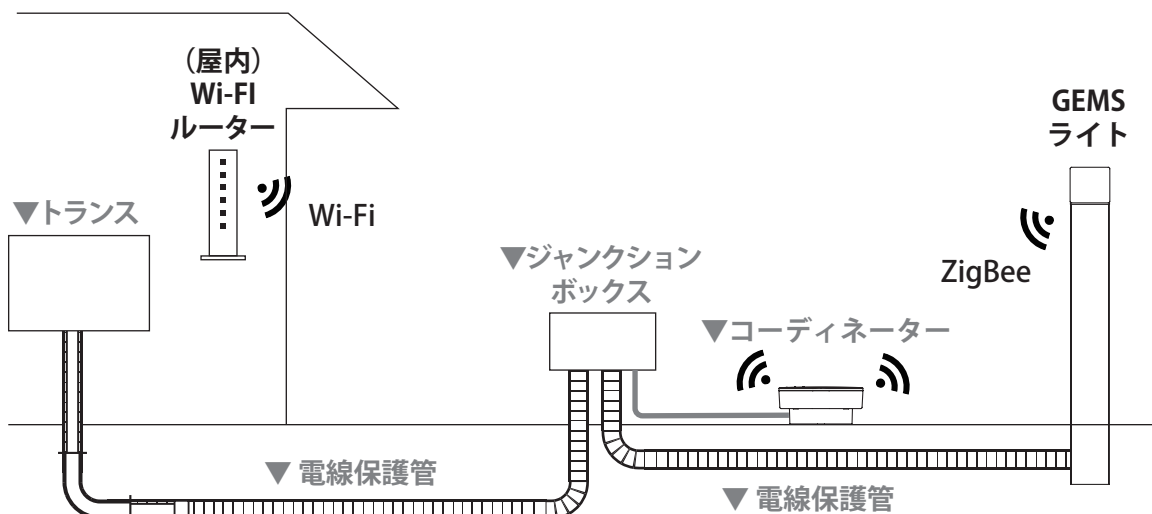 （屋内）
Wi-FI
ルーター
Wi-Fi
▼トランス
▼ジャンクション
ボックス
▼コーディネーター
GEMS
ライト
ZigBee
▼ 電線保護管
▼ 電線保護管